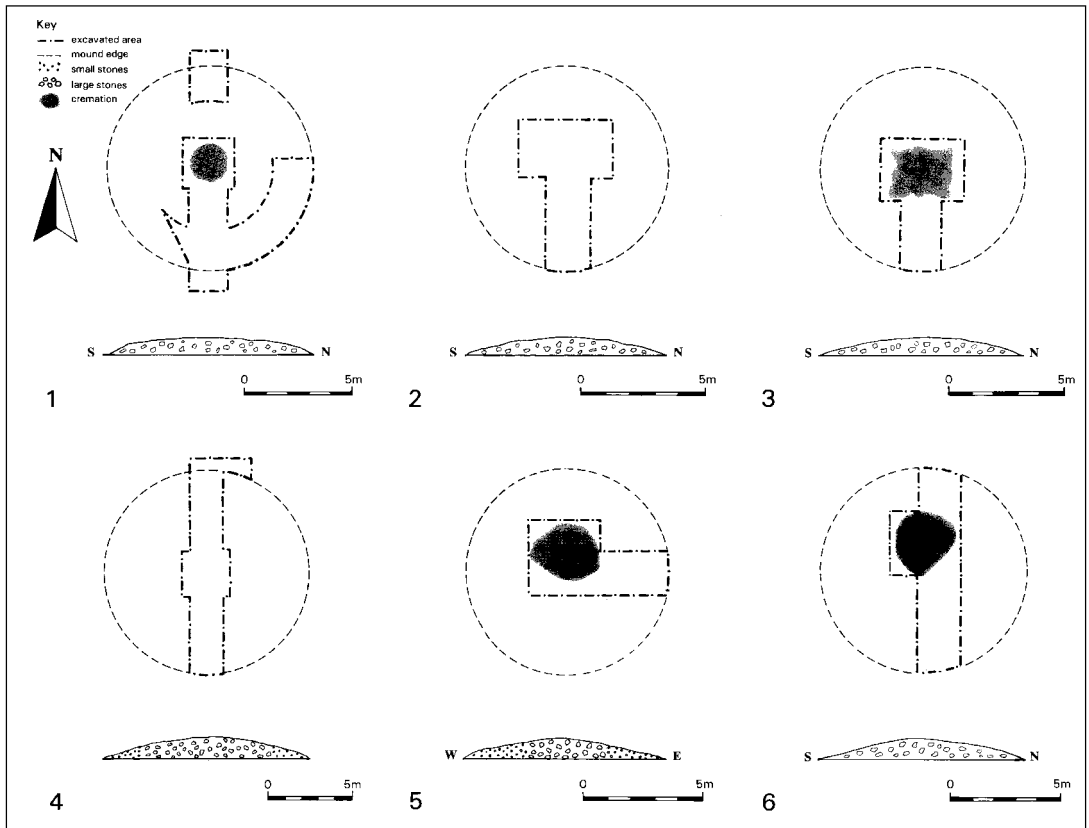 Key
excavated area
mound edge
small stones
large stones
cremation
N
S N
0 5m
1
S N
0 5m
2
S N
0 5m
3
0 5m
4
W E
0 5m
5
S N
0 5m
6